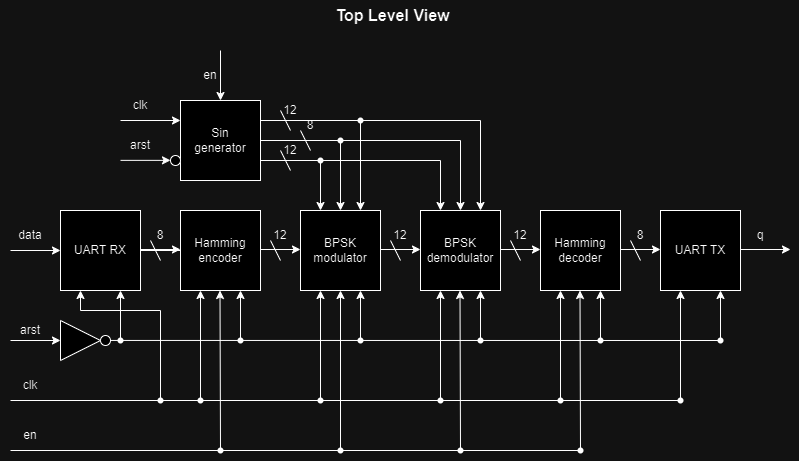 Top Level View
en
clk
12
8
Sin
generator
arst
12
data
UART RX
8
Hamming
encoder
12
BPSK
modulator
12
BPSK
demodulator
12
Hamming
decoder
8
UART TX
q
arst
clk
en